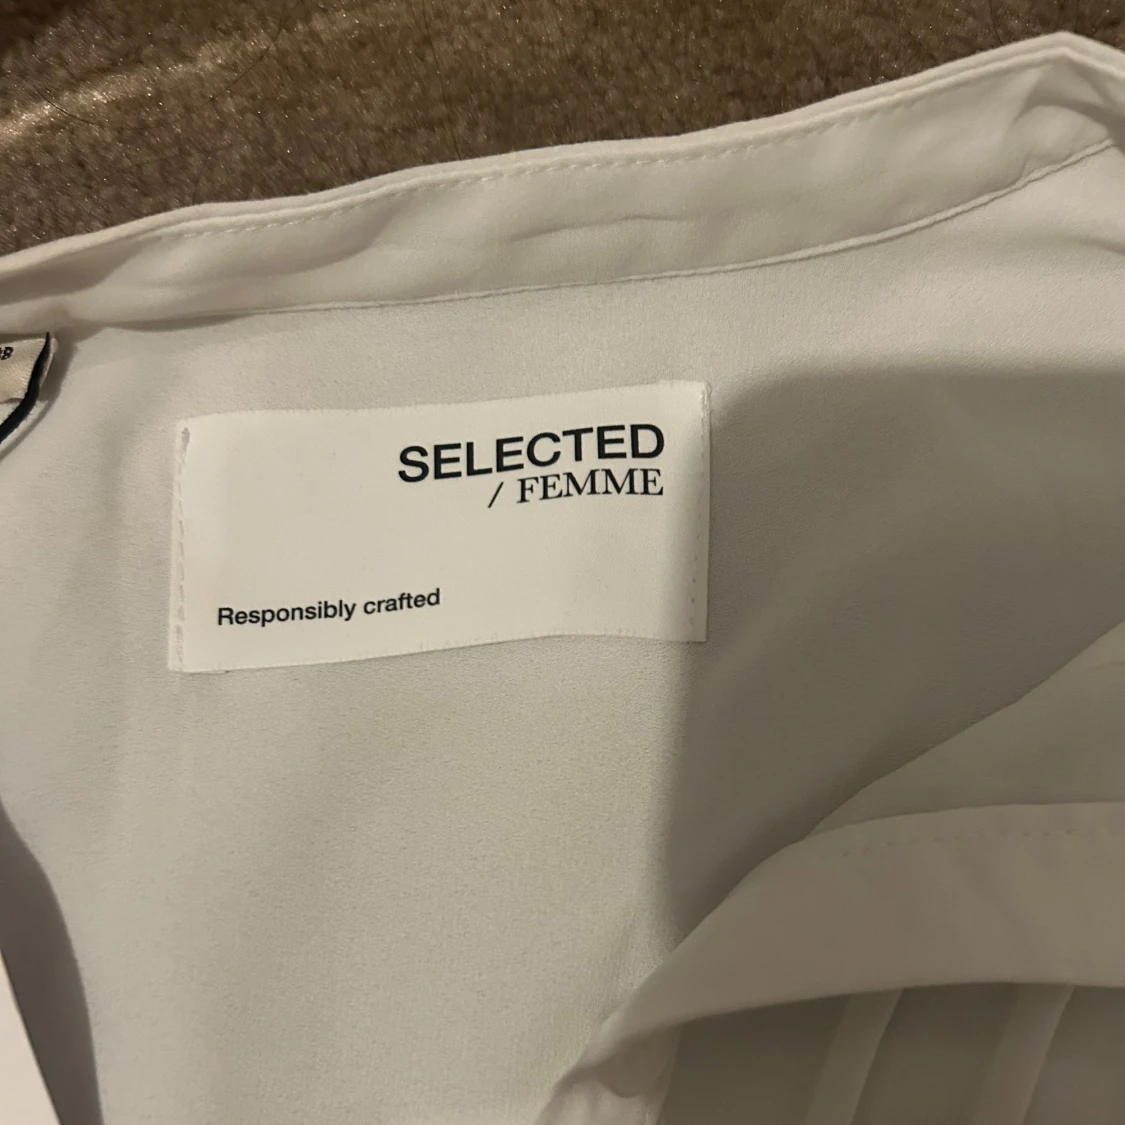 SELECTED
/ FEMME
Responsibly crafted